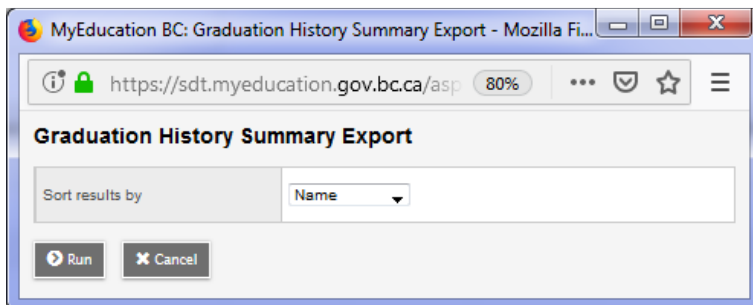 MyEducation BC: Graduation History Summary Export - Mozilla Fi...
https://sdt.myeducation.gov.bc.ca/asp 80%
Graduation History Summary Export
Sort results by Name
Run Cancel